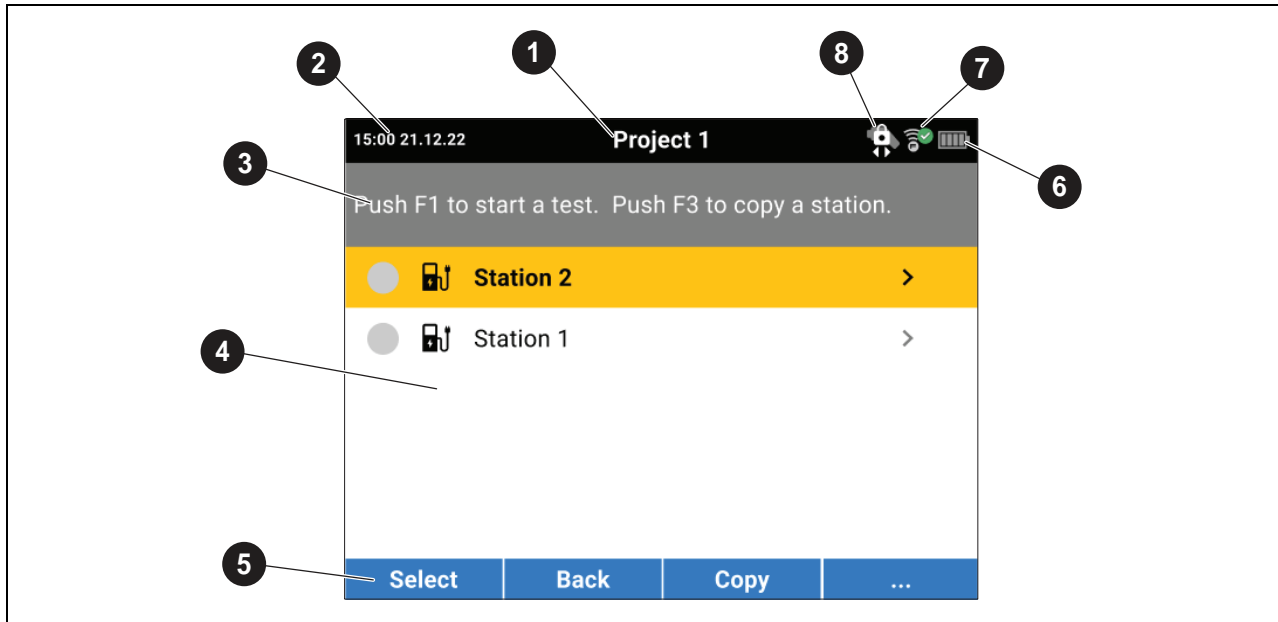 1
8
2
7
15:00 21.12.22
Project 1
3
6
Push F1 to start a test. Push F3 to copy a station.
Station 2
4
Station 1
5
Select
Back
Copy
...